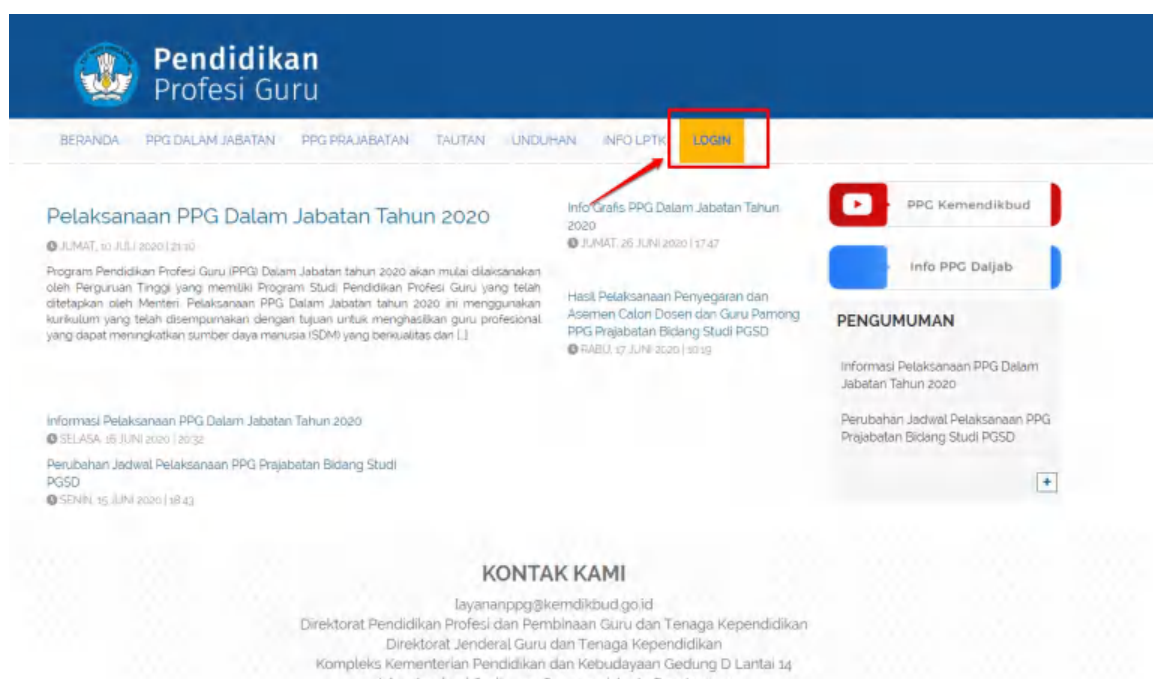 Pendidikan
Profesi Guru
BERANDA PPG DALAM JABATAN PPG PRAJABATAN TAUTAN UNDUHAN INFO LPTK LOGIN
Pelaksanaan PPG Dalam Jabatan Tahun 2020
JUMAT, 10 JULI 2020 | 21:10
Program Pendidikan Profesi Guru (PPG) Dalam Jabatan tahun 2020 akan mulai dilaksanakan
oleh Perguruan Tinggi yang memiliki Program Studi Pendidikan Profesi Guru yang telah
ditetapkan oleh Menteri. Pelaksanaan PPG Dalam Jabatan tahun 2020 ini menggunakan
kurikulum yang telah disempurnakan dengan tujuan untuk menghasilkan guru profesional
yang dapat meningkatkan sumber daya manusia (SDM) yang berkualitas dan [.]
Informasi Pelaksanaan PPG Dalam Jabatan Tahun 2020
SELASA, 16 JUNI 2020 | 20:32
Perubahan Jadwal Pelaksanaan PPG Prajabatan Bidang Studi
PGSD
SENIN, 15 JUNI 2020 | 18:43
Info Grafis PPG Dalam Jabatan Tahun
2020
JUMAT, 26 JUNI 2020 | 17:47
Hasil Pelaksanaan Penyegaran dan
Asemen Calon Dosen dan Guru Pamong
PPG Prajabatan Bidang Studi PGSD
RABU, 17 JUNI 2020 | 10:19
PPG Kemendikbud
Info PPG Daljab
PENGUMUMAN
Informasi Pelaksanaan PPG Dalam
Jabatan Tahun 2020
Perubahan Jadwal Pelaksanaan PPG
Prajabatan Bidang Studi PGSD
+
KONTAK KAMI
layananppg@kemdikbud.go.id
Direktorat Pendidikan Profesi dan Pembinaan Guru dan Tenaga Kependidikan
Direktorat Jenderal Guru dan Tenaga Kependidikan
Kompleks Kementerian Pendidikan dan Kebudayaan Gedung D Lantai 14